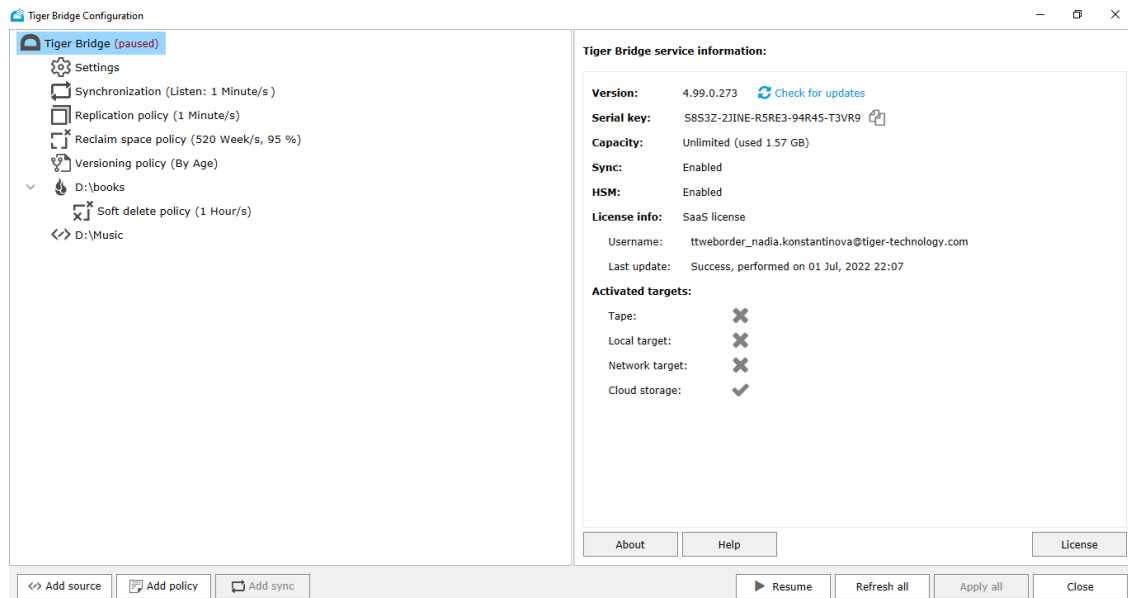 Tiger Bridge Configuration
Tiger Bridge (paused)
Settings
Synchronization (Listen: 1 Minute/s )
Replication policy (1 Minute/s)
Reclaim space policy (520 Week/s, 95 %)
Versioning policy (By Age)
D:\books
Soft delete policy (1 Hour/s)
D:\Music
Tiger Bridge service information:
Version: 4.99.0.273 Check for updates
Serial key: S8S3Z-2JINE-R5RE3-94R45-T3VR9
Capacity: Unlimited (used 1.57 GB)
Sync: Enabled
HSM: Enabled
License info: SaaS license
Username: ttweborder_nadia.konstantinova@tiger-technology.com
Last update: Success, performed on 01 Jul, 2022 22:07
Activated targets:
Tape:
Local target:
Network target:
Cloud storage:
About Help License
Add source Add policy Add sync Resume Refresh all Apply all Close